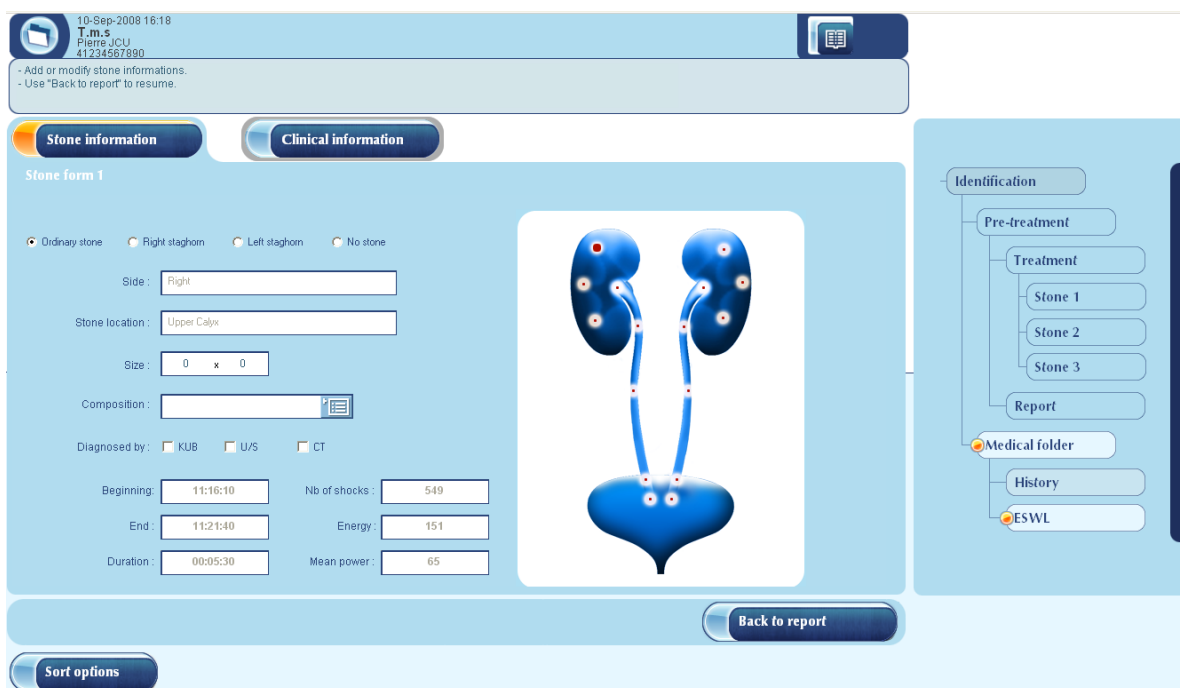 10-Sep-2008 16:18
T.m.s
Pierre JCU
41234567890
- Add or modify stone informations.
- Use "Back to report" to resume.
Stone information
Clinical information
Stone form 1
Ordinary stone Right staghorn Left staghorn No stone
Side : Right
Stone location : Upper Calyx
Size : 0 x 0
Composition :
Diagnosed by : KUB U/S CT
Beginning: 11:16:10 Nb of shocks : 549
End : 11:21:40 Energy : 151
Duration : 00:05:30 Mean power : 65
Back to report
Sort options
Identification
Pre-treatment
Treatment
Stone 1
Stone 2
Stone 3
Report
Medical folder
History
ESWL